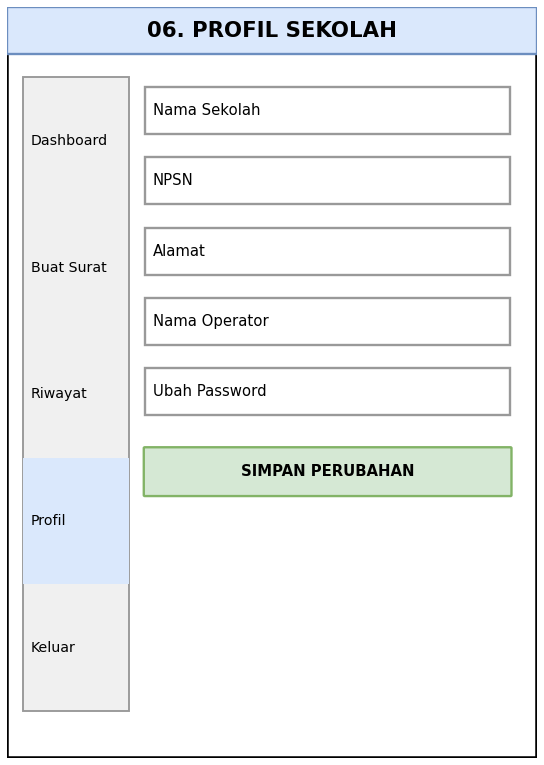 06. PROFIL SEKOLAH
Dashboard
Buat Surat
Riwayat
Profil
Keluar
Nama Sekolah
NPSN
Alamat
Nama Operator
Ubah Password
SIMPAN PERUBAHAN